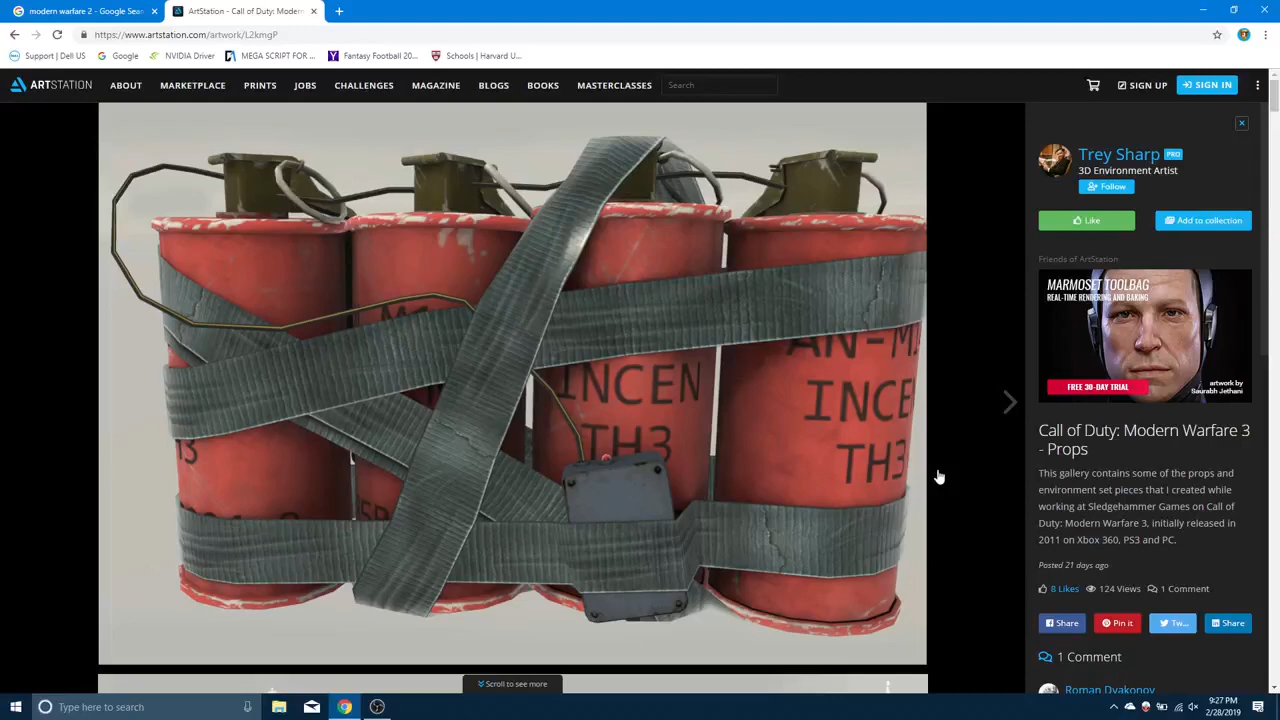 modern warfare 2 - Google Sear
ArtStation - Call of Duty: Modern
https://www.artstation.com/artwork/L2kmgP
Support | Dell US
Google
NVIDIA Driver
MEGA SCRIPT FOR ...
Fantasy Football 20...
Schools | Harvard U...
ARTSTATION
ABOUT
MARKETPLACE
PRINTS
JOBS
CHALLENGES
MAGAZINE
BLOGS
BOOKS
MASTERCLASSES
Search
SIGN UP
SIGN IN
Trey Sharp PRO
3D Environment Artist
Follow
Like
Add to collection
Friends of ArtStation
MARMOSET TOOLBAG
REAL-TIME RENDERING AND BAKING
FREE 30-DAY TRIAL
artwork by
Saurabh Jethani
INCEN
TH3
AN-M
INCE
TH3
H3
Call of Duty: Modern Warfare 3
- Props
This gallery contains some of the props and
environment set pieces that I created while
working at Sledgehammer Games on Call of
Duty: Modern Warfare 3, initially released in
2011 on Xbox 360, PS3 and PC.
Posted 21 days ago
8 Likes
124 Views
1 Comment
Share
Pin it
Tw...
Share
1 Comment
Roman Dyakonov
Scroll to see more
Type here to search
9:27 PM
2/28/2019